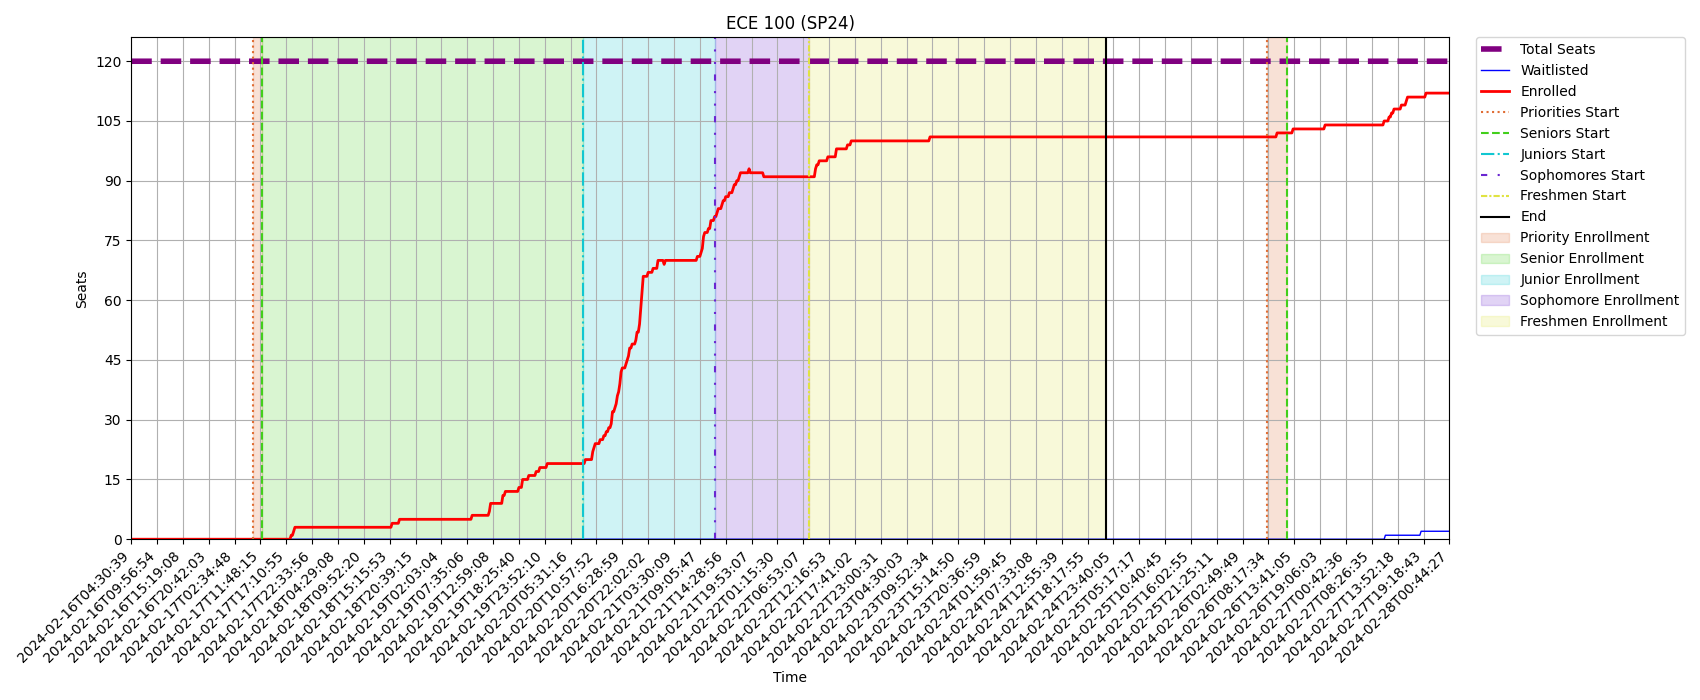 ECE 100 (SP24)
Total Seats
Waitlisted
Enrolled
Priorities Start
Seniors Start
Juniors Start
Sophomores Start
Freshmen Start
End
Priority Enrollment
Senior Enrollment
Junior Enrollment
Sophomore Enrollment
Freshmen Enrollment
Seats
120
105
90
75
60
45
30
15
0
2024-02-16T04:30:39
2024-02-16T09:56:54
2024-02-16T15:19:08
2024-02-16T20:42:03
2024-02-17T02:34:48
2024-02-17T11:48:15
2024-02-17T17:10:55
2024-02-17T22:33:56
2024-02-18T04:29:08
2024-02-18T09:52:20
2024-02-18T15:15:53
2024-02-18T20:39:15
2024-02-19T02:03:04
2024-02-19T07:35:06
2024-02-19T12:59:08
2024-02-19T18:25:40
2024-02-19T23:52:10
2024-02-20T05:31:16
2024-02-20T10:57:52
2024-02-20T16:28:59
2024-02-20T22:02:02
2024-02-21T03:30:09
2024-02-21T09:05:47
2024-02-21T14:28:56
2024-02-21T19:53:07
2024-02-22T01:15:30
2024-02-22T06:53:07
2024-02-22T12:16:53
2024-02-22T17:41:02
2024-02-22T23:00:31
2024-02-23T04:30:03
2024-02-23T09:52:34
2024-02-23T15:14:50
2024-02-23T20:36:59
2024-02-24T01:59:45
2024-02-24T07:33:08
2024-02-24T12:55:39
2024-02-24T18:17:55
2024-02-24T23:40:05
2024-02-25T05:17:17
2024-02-25T10:40:45
2024-02-25T16:02:55
2024-02-25T21:25:11
2024-02-26T02:49:49
2024-02-26T08:17:34
2024-02-26T13:41:05
2024-02-26T19:06:03
2024-02-27T00:42:36
2024-02-27T08:26:35
2024-02-27T13:52:18
2024-02-27T19:18:43
2024-02-28T00:44:27
Time